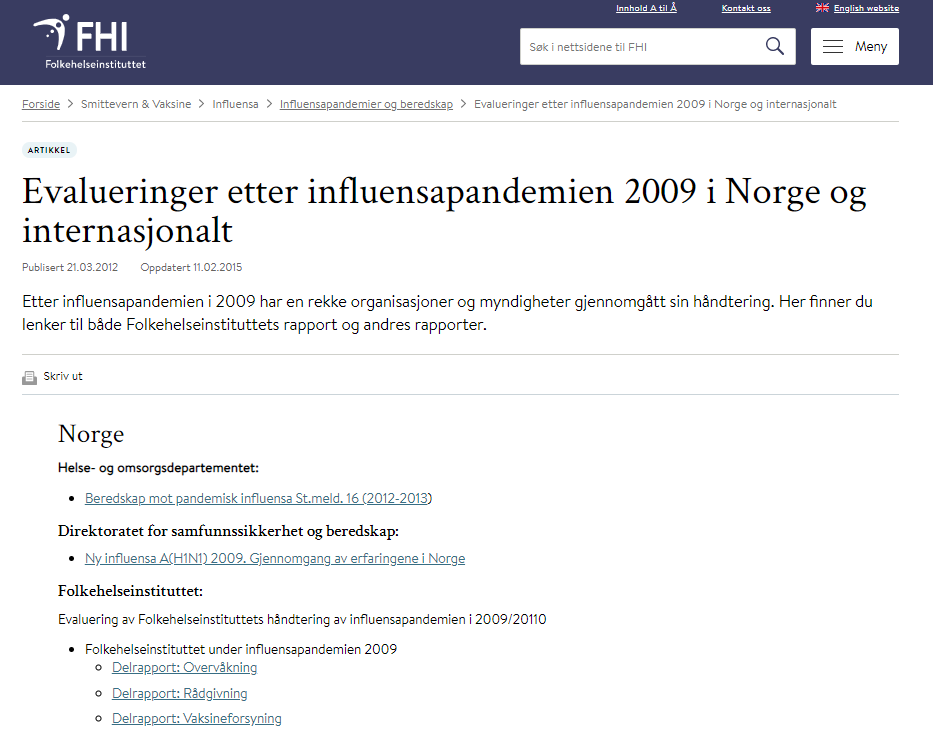 Innhold A til Å
Kontakt oss
English website
FHI
Folkehelseinstituttet
Søk i nettsidene til FHI
Meny
Forside > Smittevern & Vaksine > Influensa > Influensapandemier og beredskap > Evalueringer etter influensapandemien 2009 i Norge og internasjonalt
ARTIKKEL
Evalueringer etter influensapandemien 2009 i Norge og
internasjonalt
Publisert 21.03.2012 Oppdatert 11.02.2015
Etter influensapandemien i 2009 har en rekke organisasjoner og myndigheter gjennomgått sin håndtering. Her finner du
lenker til både Folkehelseinstituttets rapport og andres rapporter.
Skriv ut
Norge
Helse- og omsorgsdepartementet:
Beredskap mot pandemisk influensa St.meld. 16 (2012-2013)
Direktoratet for samfunnssikkerhet og beredskap:
Ny influensa A(H1N1) 2009. Gjennomgang av erfaringene i Norge
Folkehelseinstituttet:
Evaluering av Folkehelseinstituttets håndtering av influensapandemien i 2009/20110
Folkehelseinstituttet under influensapandemien 2009
Delrapport: Overvåkning
Delrapport: Rådgivning
Delrapport: Vaksineforsyning